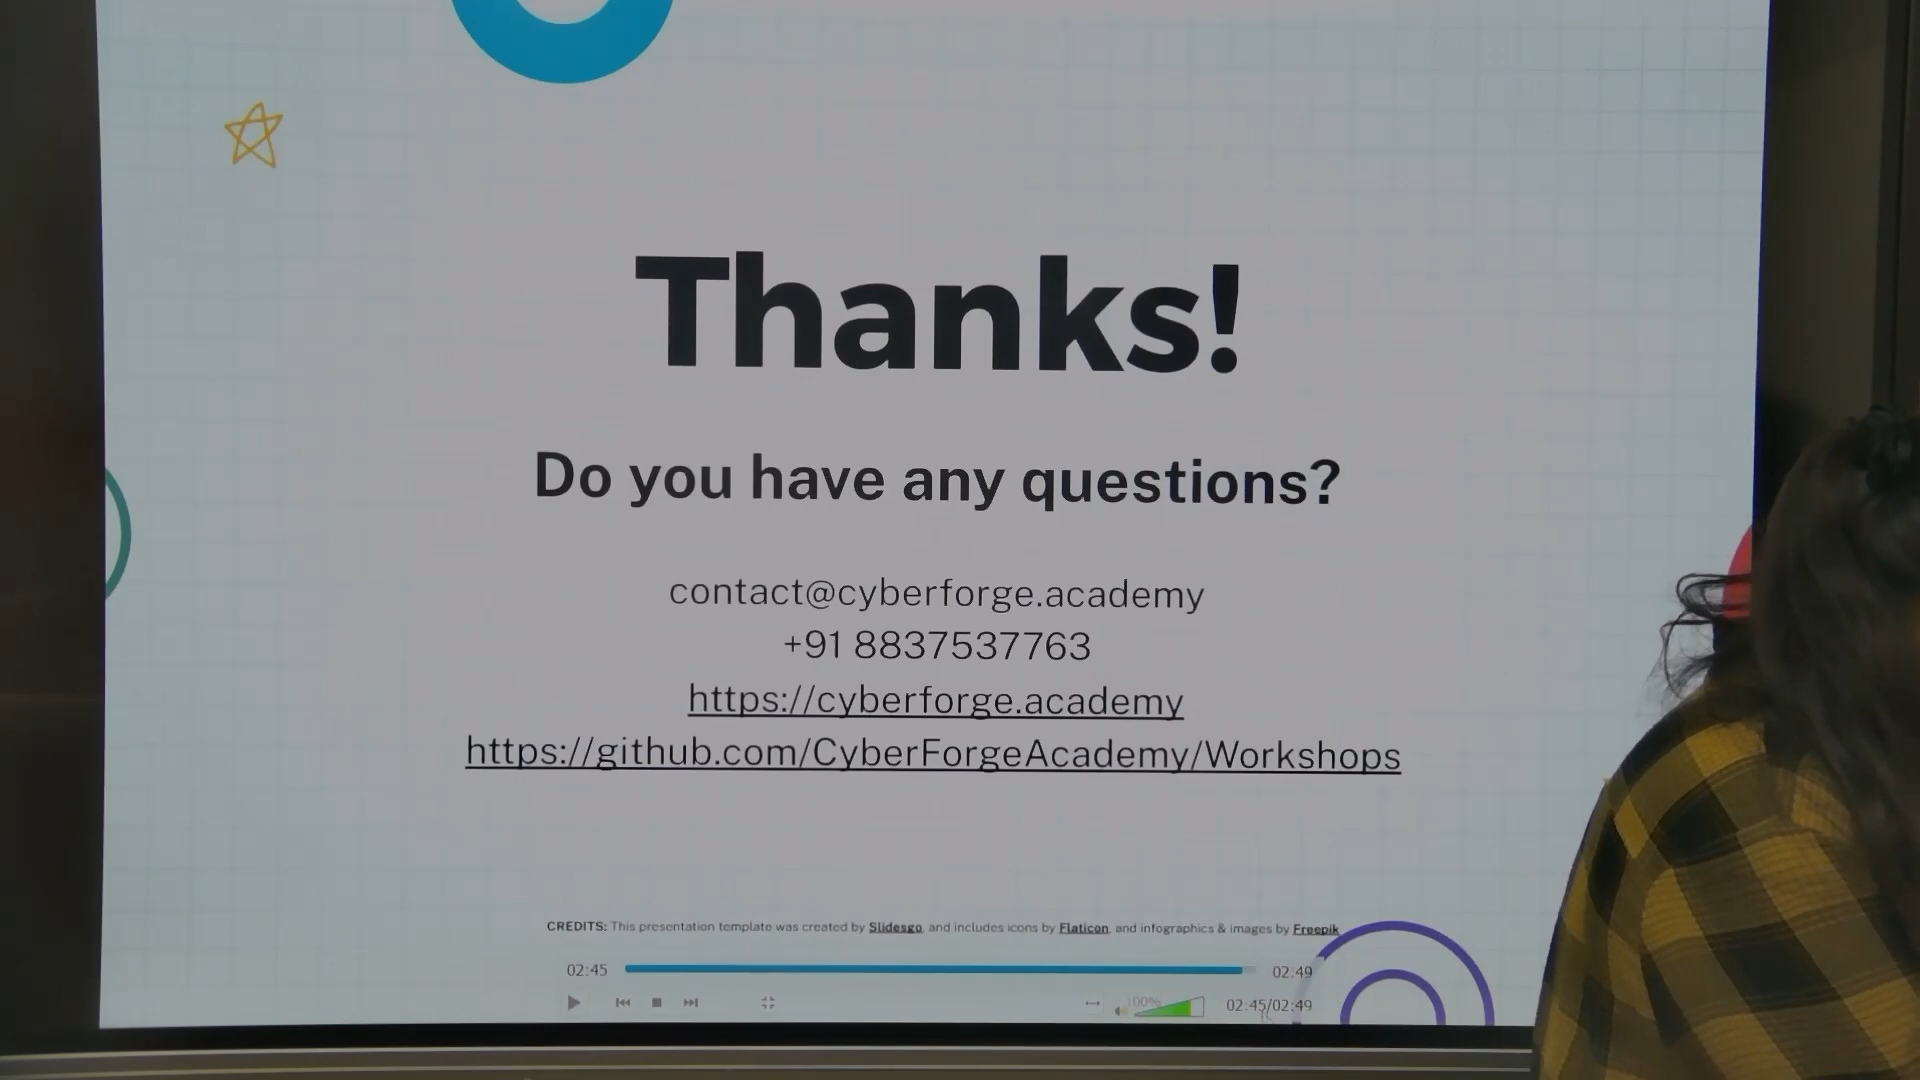 Thanks!
Do you have any questions?
contact@cyberforge.academy
+91 8837537763
https://cyberforge.academy
https://github.com/CyberForgeAcademy/Workshops
CREDITS: This presentation template was created by Slidesgo, and includes icons by Flaticon, and infographics & images by Freepik
02:45 02:49
100% 02:45/02:49